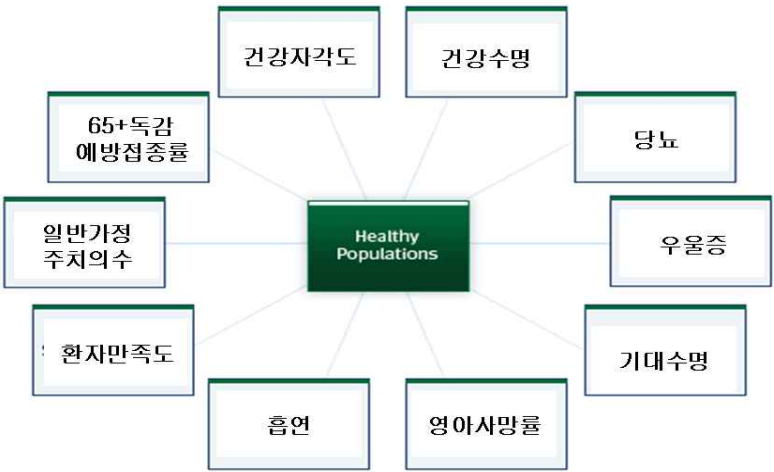 건강자각도
건강수명
65+독감
예방접종률
당뇨
일반가정
주치의수
Healthy
Populations
우울증
환자만족도
기대수명
흡연
영아사망률